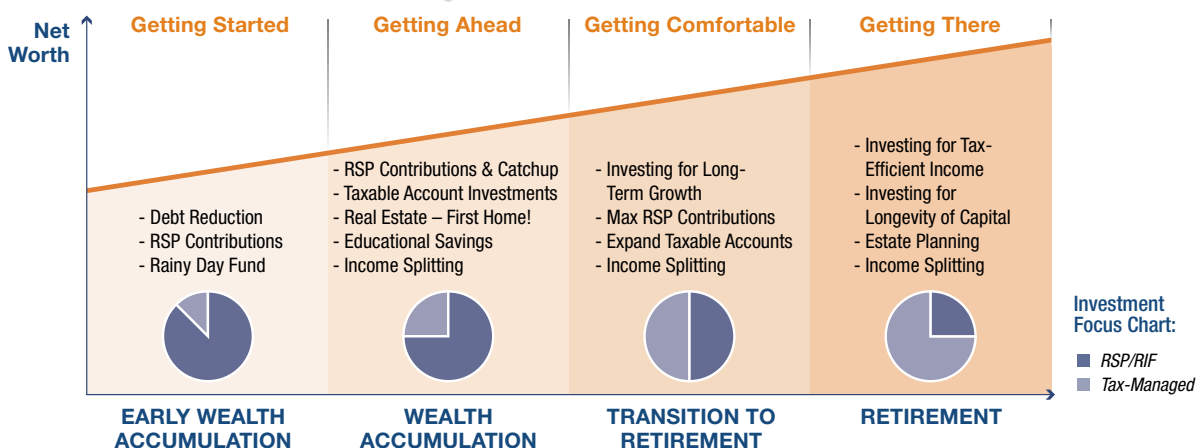 Net
Worth
Getting Started
Getting Ahead
Getting Comfortable
Getting There
- Debt Reduction
- RSP Contributions
- Rainy Day Fund
- RSP Contributions & Catchup
- Taxable Account Investments
- Real Estate – First Home!
- Educational Savings
- Income Splitting
- Investing for Long-
Term Growth
- Max RSP Contributions
- Expand Taxable Accounts
- Income Splitting
- Investing for Tax-
Efficient Income
- Investing for
Longevity of Capital
- Estate Planning
- Income Splitting
Investment
Focus Chart:
RSP/RIF
Tax-Managed
EARLY WEALTH
ACCUMULATION
WEALTH
ACCUMULATION
TRANSITION TO
RETIREMENT
RETIREMENT